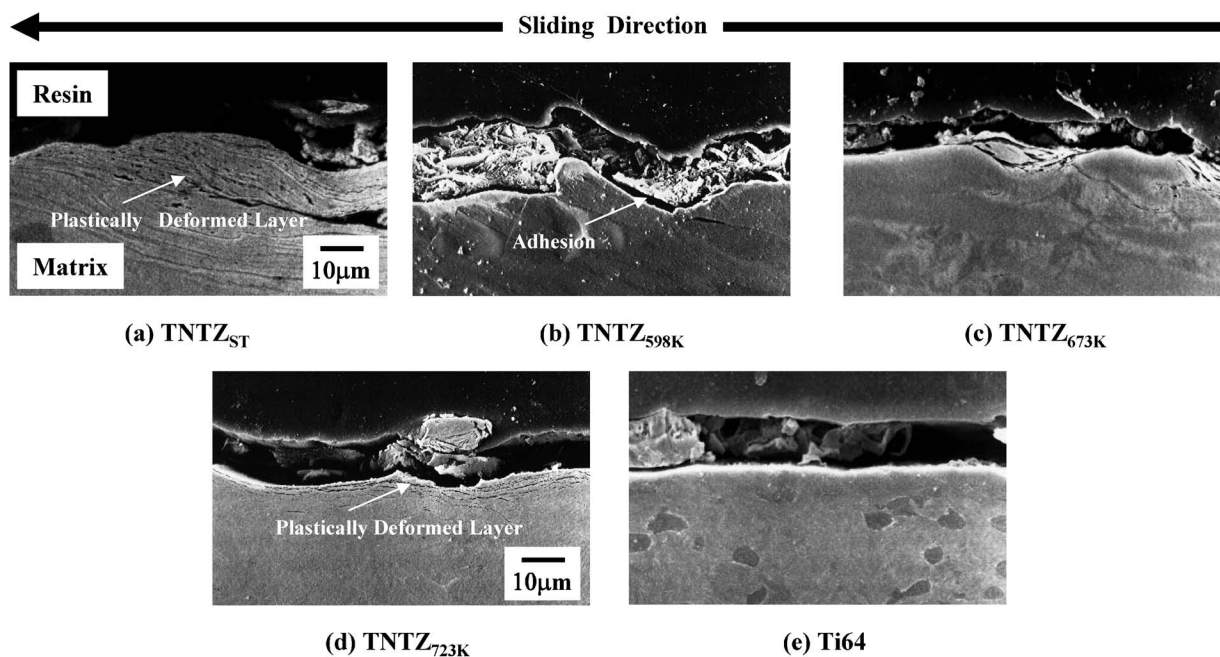 Sliding Direction
Resin
Plastically Deformed Layer
Matrix
10μm
Adhesion
(a) TNTZST
(b) TNTZ598K
(c) TNTZ673K
Plastically Deformed Layer
10μm
(d) TNTZ723K
(e) Ti64